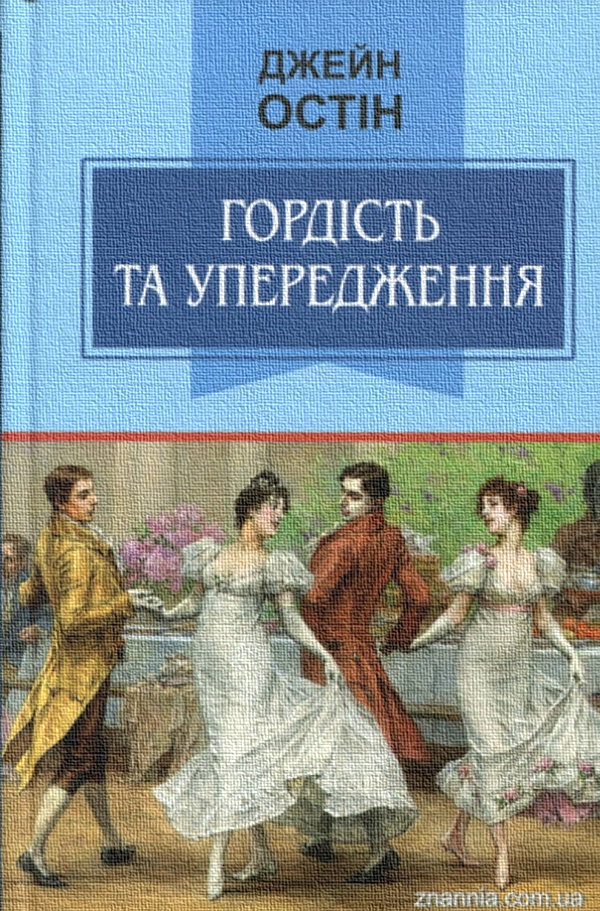 ДЖЕЙН
ОСТІН
ГОРДІСТЬ
ТА УПЕРЕДЖЕННЯ
znannia.com.ua